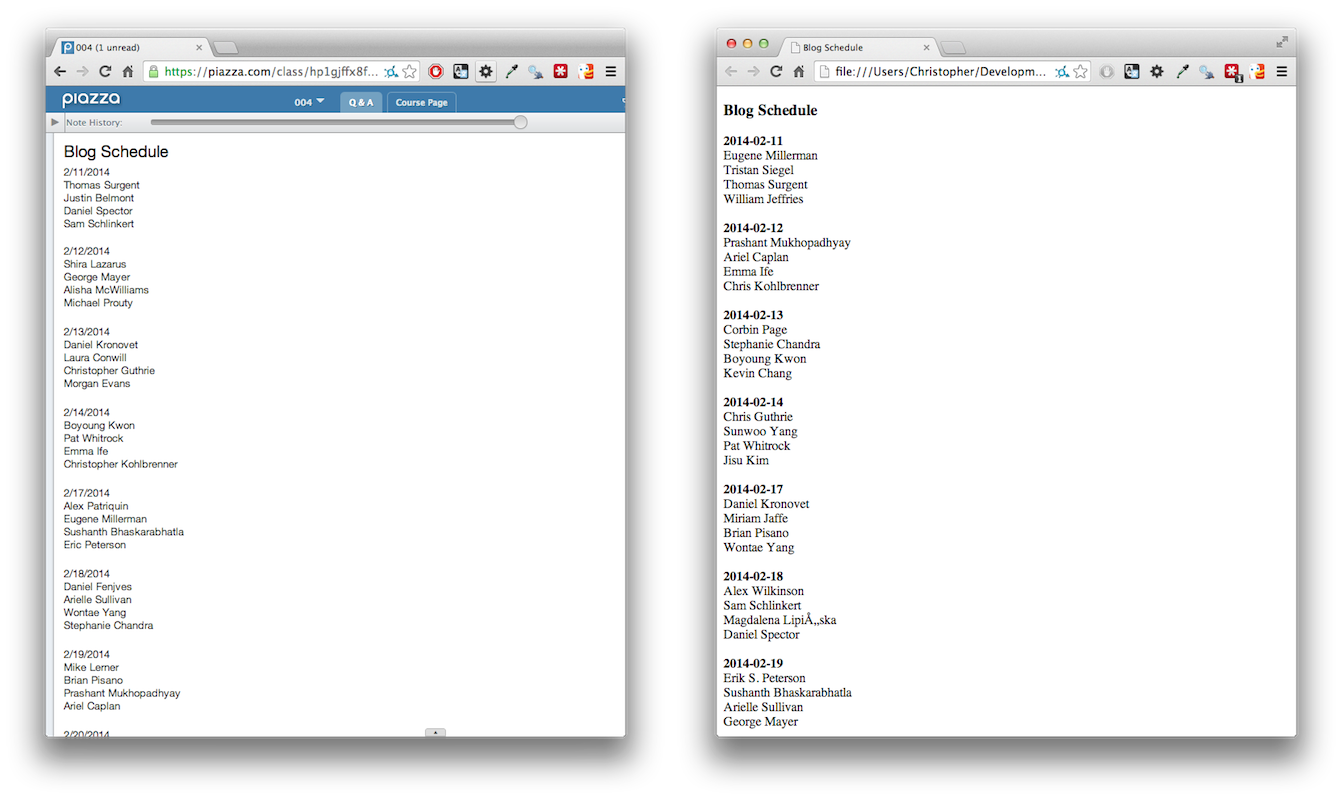 004 (1 unread)
https://piazza.com/class/hp1gjffx8f...
piazza
004
Q & A
Course Page
Note History:
Blog Schedule
2/11/2014
Thomas Surgent
Justin Belmont
Daniel Spector
Sam Schlinkert
2/12/2014
Shira Lazarus
George Mayer
Alisha McWilliams
Michael Prouty
2/13/2014
Daniel Kronovet
Laura Conwill
Christopher Guthrie
Morgan Evans
2/14/2014
Boyoung Kwon
Pat Whitrock
Emma Ife
Christopher Kohlbrenner
2/17/2014
Alex Patriquin
Eugene Millerman
Sushanth Bhaskarabhatla
Eric Peterson
2/18/2014
Daniel Fenjves
Arielle Sullivan
Wontae Yang
Stephanie Chandra
2/19/2014
Mike Lerner
Brian Pisano
Prashant Mukhopadhyay
Ariel Caplan
2/20/2014
Blog Schedule
file:///Users/Christopher/Developm...
Blog Schedule
2014-02-11
Eugene Millerman
Tristan Siegel
Thomas Surgent
William Jeffries
2014-02-12
Prashant Mukhopadhyay
Ariel Caplan
Emma Ife
Chris Kohlbrenner
2014-02-13
Corbin Page
Stephanie Chandra
Boyoung Kwon
Kevin Chang
2014-02-14
Chris Guthrie
Sunwoo Yang
Pat Whitrock
Jisu Kim
2014-02-17
Daniel Kronovet
Miriam Jaffe
Brian Pisano
Wontae Yang
2014-02-18
Alex Wilkinson
Sam Schlinkert
Magdalena LipiÅ„ska
Daniel Spector
2014-02-19
Erik S. Peterson
Sushanth Bhaskarabhatla
Arielle Sullivan
George Mayer